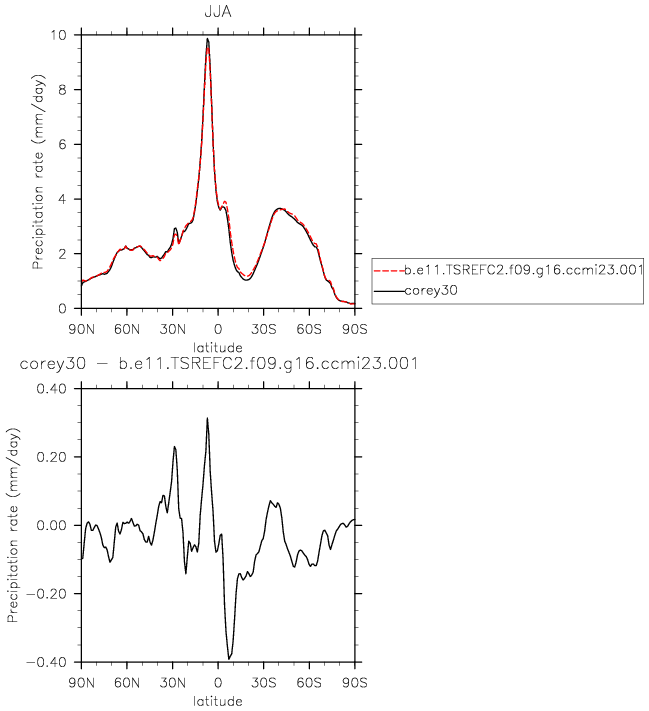 JJA
Precipitation rate (mm/day)
10
8
6
4
2
0
90N 60N 30N 0 30S 60S 90S
latitude
b.e11.TSREFC2.f09.g16.ccmi23.001
corey30
corey30 − b.e11.TSREFC2.f09.g16.ccmi23.001
Precipitation rate (mm/day)
0.40
0.20
0.00
−0.20
−0.40
90N 60N 30N 0 30S 60S 90S
latitude